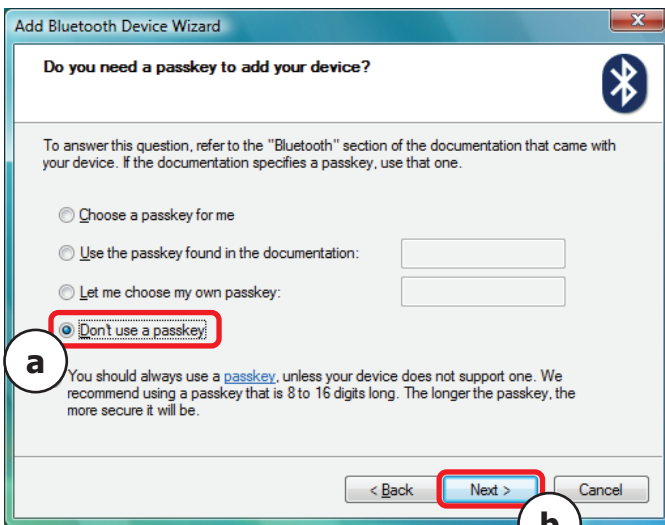 Add Bluetooth Device Wizard
Do you need a passkey to add your device?
To answer this question, refer to the "Bluetooth" section of the documentation that came with
your device. If the documentation specifies a passkey, use that one.
Choose a passkey for me
Use the passkey found in the documentation:
Let me choose my own passkey:
Don't use a passkey
a
You should always use a passkey, unless your device does not support one. We
recommend using a passkey that is 8 to 16 digits long. The longer the passkey, the
more secure it will be.
< Back Next > Cancel
b